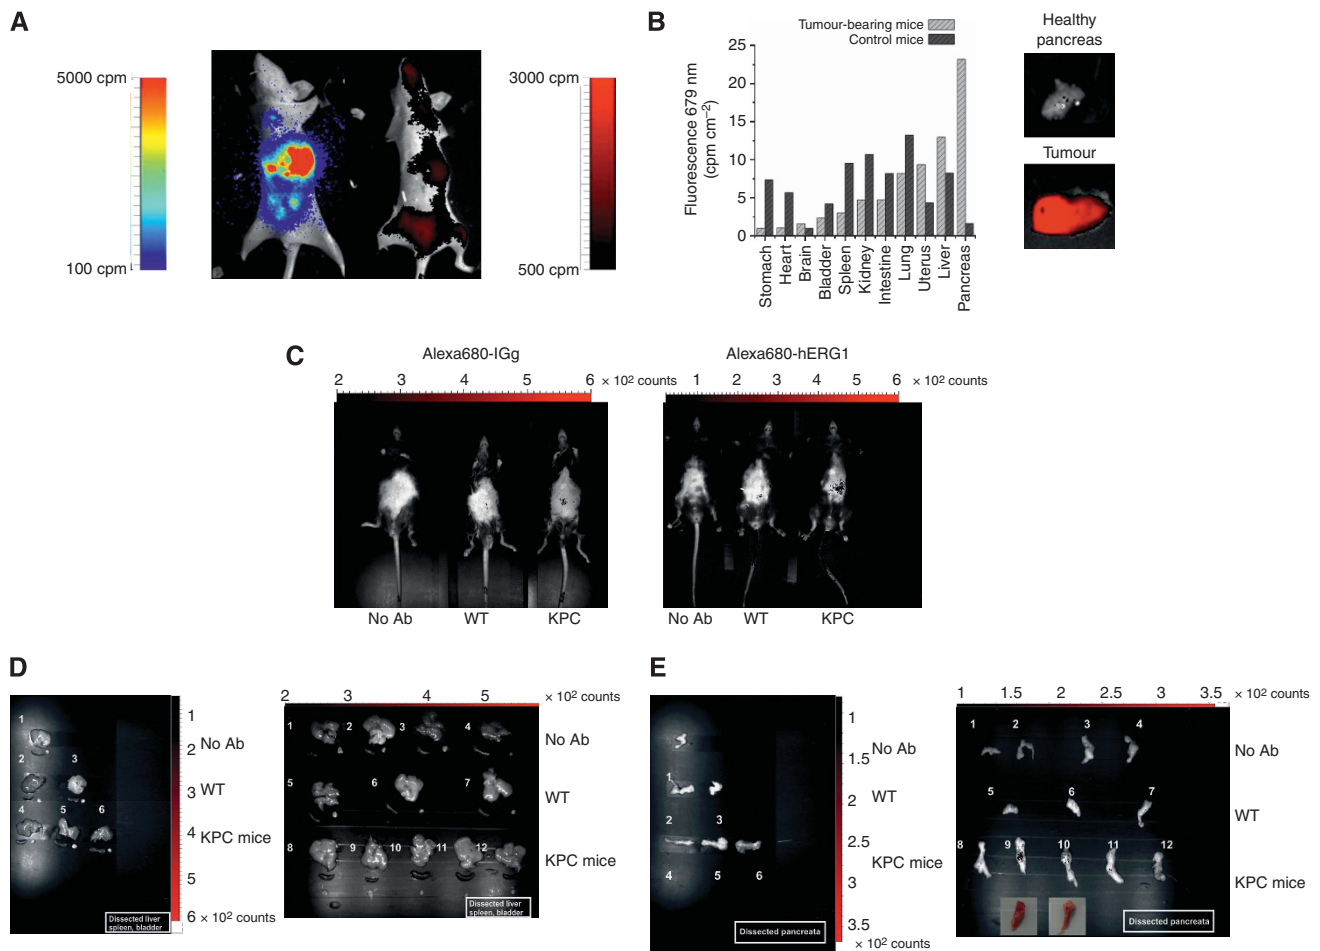 A
5000 cpm
100 cpm
3000 cpm
500 cpm
B
Tumour-bearing mice
Control mice
Fluorescence 679 nm
(cpm cm−2)
25
20
15
10
5
0
Stomach
Heart
Brain
Bladder
Spleen
Kidney
Intestine
Lung
Uterus
Liver
Pancreas
Healthy
pancreas
Tumour
C
Alexa680-IGg
2 3 4 5 6 × 10² counts
No Ab WT KPC
Alexa680-hERG1
1 2 3 4 5 6 × 10² counts
No Ab WT KPC
D
1
2 3
4 5 6
Dissected liver
spleen, bladder
1
2
3
4
5
6 × 10² counts
No Ab
WT
KPC mice
2 3 4 5 × 10² counts
1 2 3 4
5 6 7
8 9 10 11 12
No Ab
WT
KPC mice
Dissected liver
spleen, bladder
E
1
2 3
4 5 6
Dissected pancreata
1
1.5
2
2.5
3
3.5
× 10² counts
No Ab
WT
KPC mice
1 1.5 2 2.5 3 3.5 × 10² counts
1 2 3 4
5 6 7
8 9 10 11 12
No Ab
WT
KPC mice
Dissected pancreata